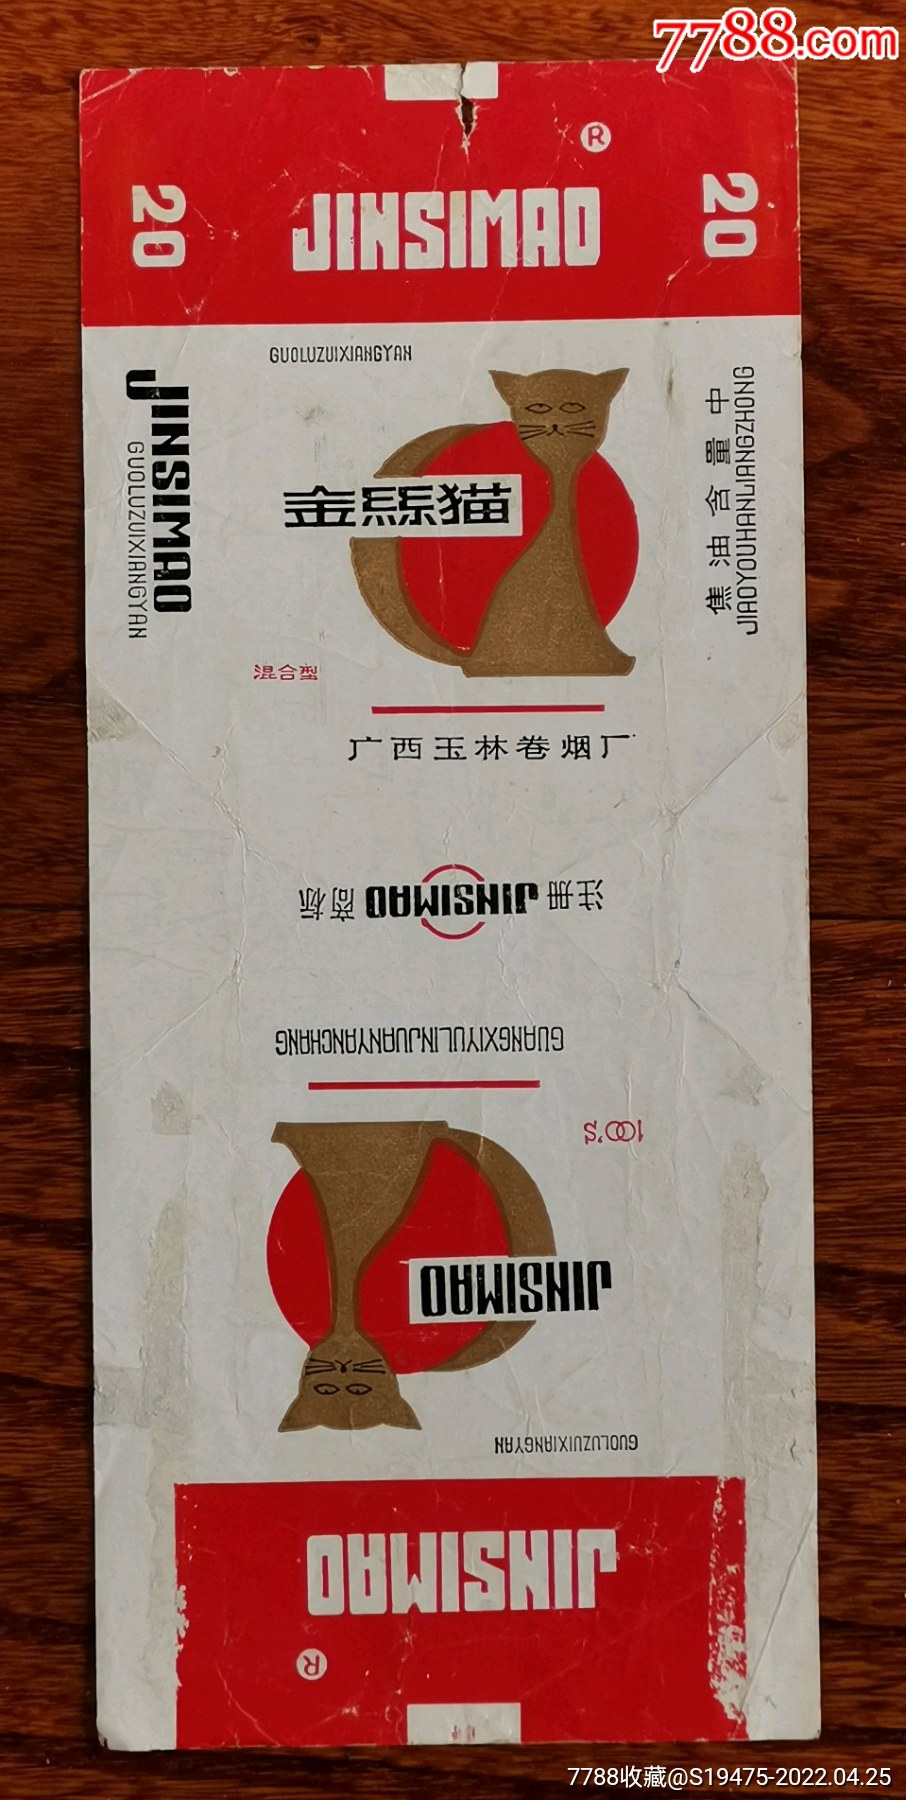 7788.com
®
20
JINSIMAO
20
GUOLUZUIXIANGYAN
JINSIMAO
GUOLUZUIXIANGYAN
金絲猫
焦油含量中
JIAOYOUHANLIANGZHONG
混合型
广西玉林卷烟厂
注册 JINSIMAO 商标
GUANGXIYULINJUANYANCHANG
100'S
JINSIMAO
GUOLUZUIXIANGYAN
JINSIMAO
®
7788收藏@S19475-2022.04.25